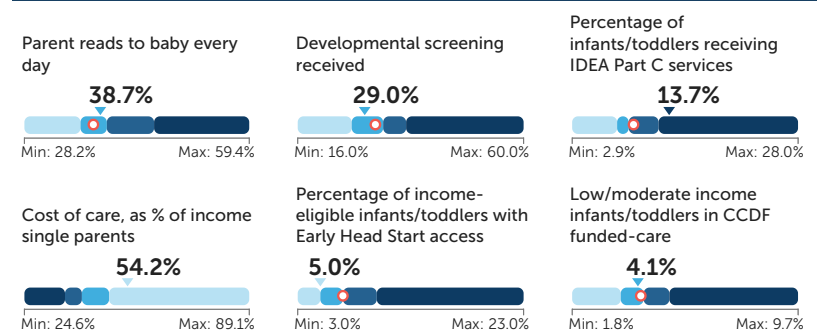 Parent reads to baby every
day
38.7%
Min: 28.2%
Max: 59.4%
Developmental screening
received
29.0%
Min: 16.0%
Max: 60.0%
Percentage of
infants/toddlers receiving
IDEA Part C services
13.7%
Min: 2.9%
Max: 28.0%
Cost of care, as % of income
single parents
54.2%
Min: 24.6%
Max: 89.1%
Percentage of income-
eligible infants/toddlers with
Early Head Start access
5.0%
Min: 3.0%
Max: 23.0%
Low/moderate income
infants/toddlers in CCDF
funded-care
4.1%
Min: 1.8%
Max: 9.7%